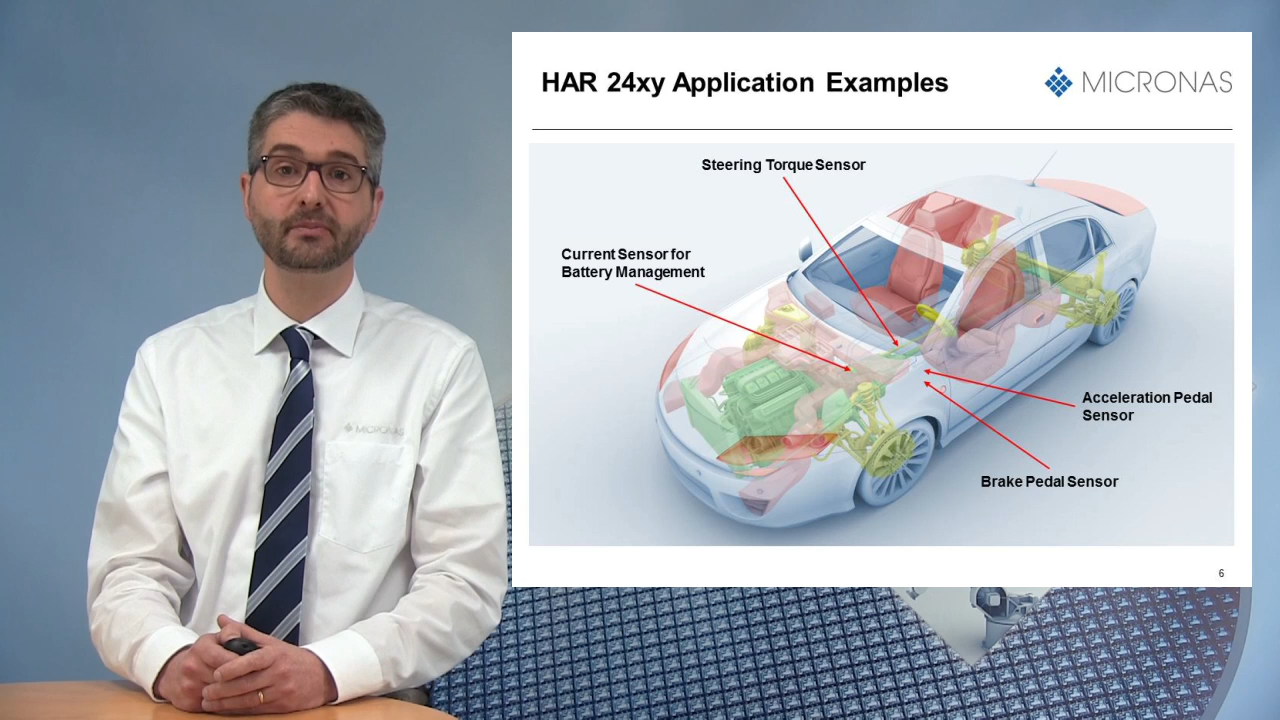 HAR 24xy Application Examples
MICRONAS
Steering Torque Sensor
Current Sensor for
Battery Management
Acceleration Pedal
Sensor
Brake Pedal Sensor
6
MICRONAS